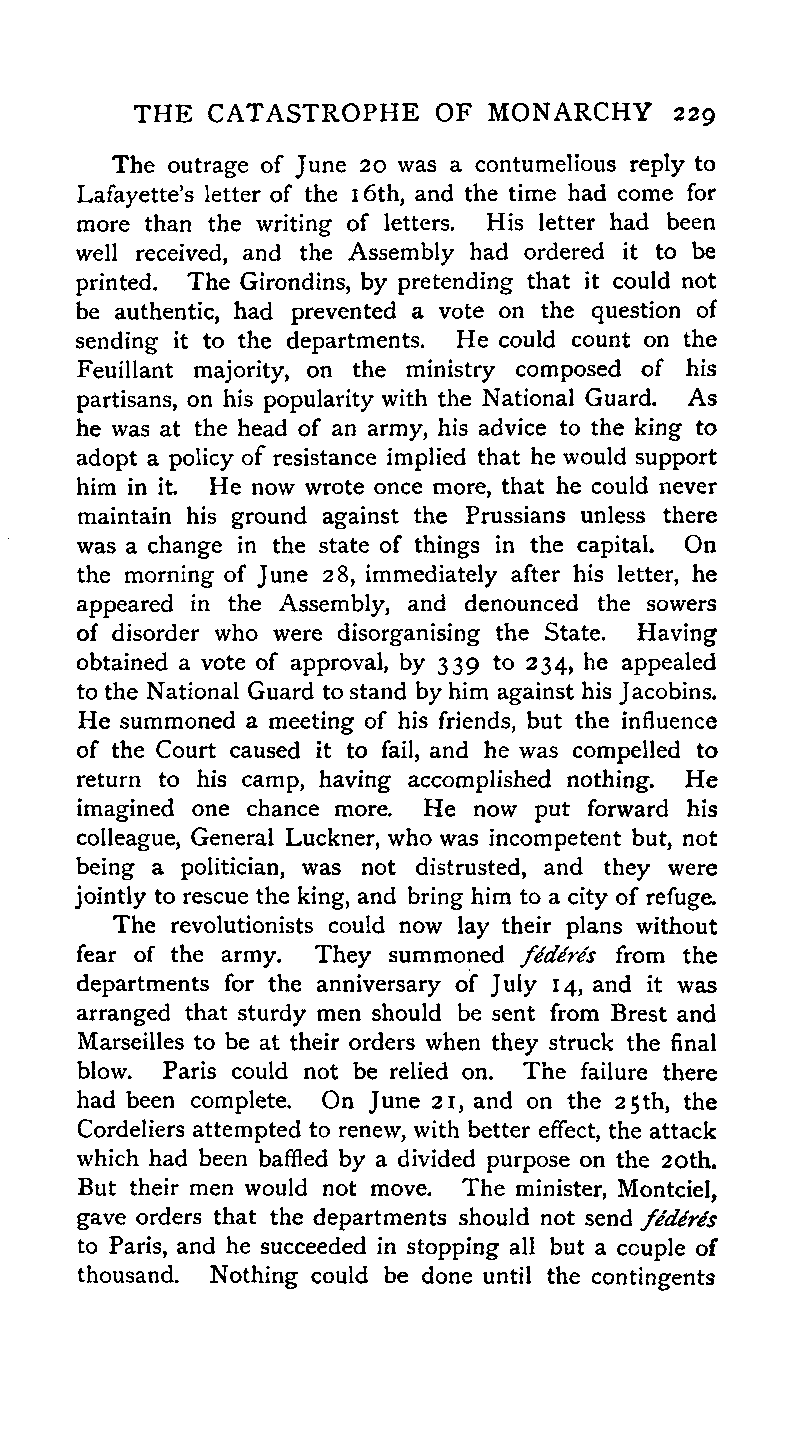 THE CATASTROPHE OF MONARCHY 229
The outrage of June 20 was a contumelious reply to
Lafayette's letter of the 16th, and the time had come for
more than the writing of letters. His letter had been
well received, and the Assembly had ordered it to be
printed. The Girondins, by pretending that it could not
be authentic, had prevented a vote on the question of
sending it to the departments. He could count on the
Feuillant majority, on the ministry composed of his
partisans, on his popularity with the National Guard. As
he was at the head of an army, his advice to the king to
adopt a policy of resistance implied that he would support
him in it. He now wrote once more, that he could never
maintain his ground against the Prussians unless there
was a change in the state of things in the capital. On
the morning of June 28, immediately after his letter, he
appeared in the Assembly, and denounced the sowers
of disorder who were disorganising the State. Having
obtained a vote of approval, by 339 to 234, he appealed
to the National Guard to stand by him against his Jacobins.
He summoned a meeting of his friends, but the influence
of the Court caused it to fail, and he was compelled to
return to his camp, having accomplished nothing. He
imagined one chance more. He now put forward his
colleague, General Luckner, who was incompetent but, not
being a politician, was not distrusted, and they were
jointly to rescue the king, and bring him to a city of refuge.
The revolutionists could now lay their plans without
fear of the army. They summoned fédérés from the
departments for the anniversary of July 14, and it was
arranged that sturdy men should be sent from Brest and
Marseilles to be at their orders when they struck the final
blow. Paris could not be relied on. The failure there
had been complete. On June 21, and on the 25th, the
Cordeliers attempted to renew, with better effect, the attack
which had been baffled by a divided purpose on the 20th.
But their men would not move. The minister, Montciel,
gave orders that the departments should not send fédérés
to Paris, and he succeeded in stopping all but a couple of
thousand. Nothing could be done until the contingents